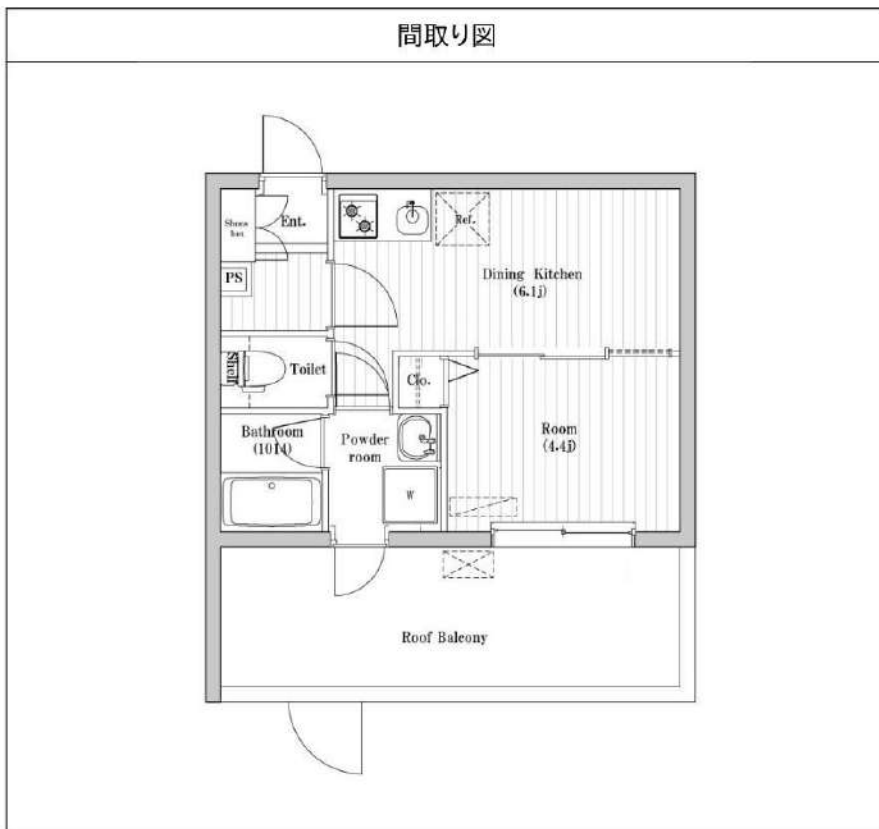 間取り図
Ent.
Shoes
box
Ref.
PS
Dining Kitchen
(6.1j)
Shelf
Toilet
Clo.
Bathroom
(1014)
Powder
room
Room
(4.4j)
W
Roof Balcony